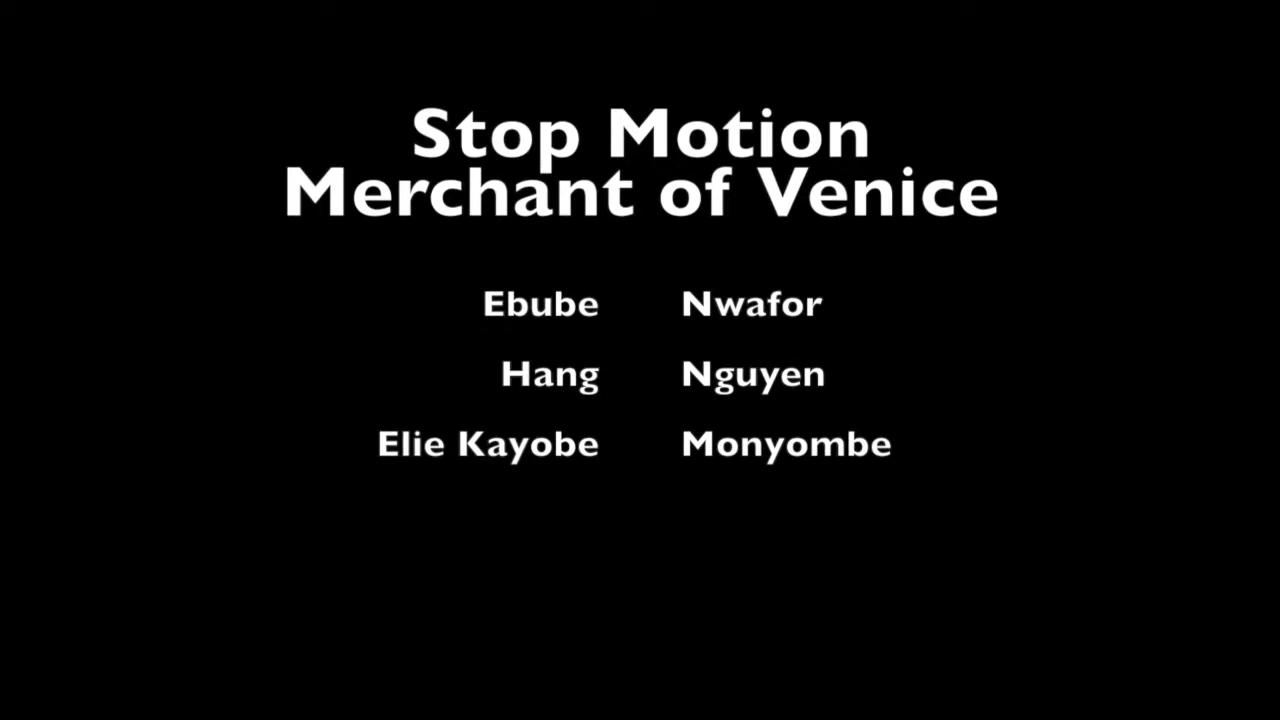 Stop Motion
Merchant of Venice
Ebube Nwafor
Hang Nguyen
Elie Kayobe Monyombe